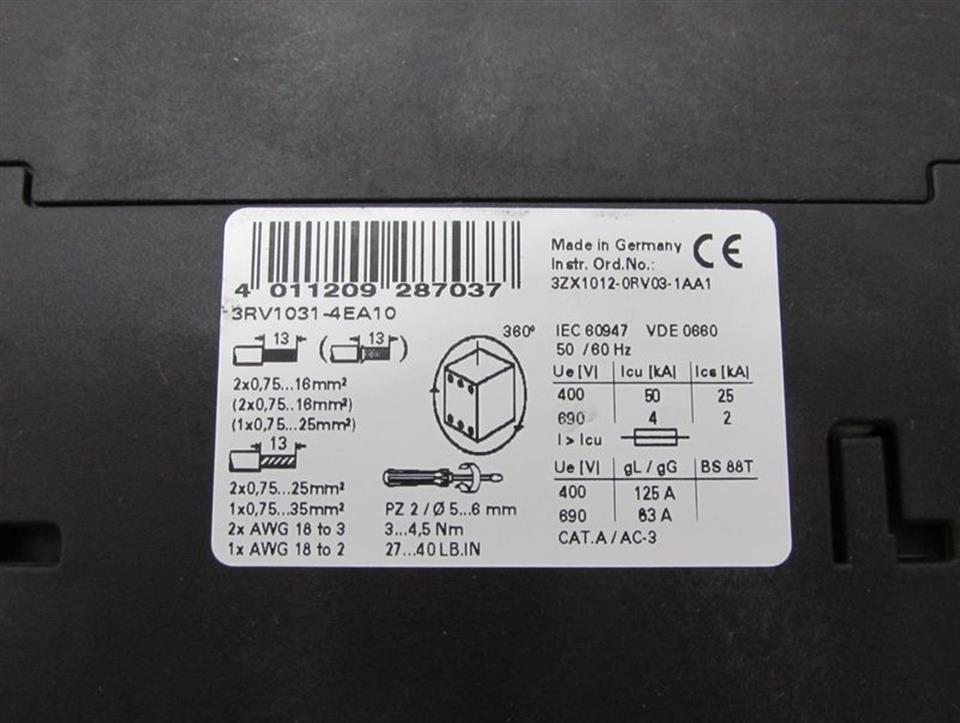 4 011209 287037
3RV1031-4EA10
13 (13)
2x0,75...16mm²
(2x0,75...16mm²)
(1x0,75...25mm²)
13
2x0,75...25mm²
1x0,75...35mm²
2x AWG 18 to 3
1x AWG 18 to 2
360°
PZ 2 / Ø 5...6 mm
3...4,5 Nm
27...40 LB.IN
Made in Germany CE
Instr. Ord.No.:
3ZX1012-0RV03-1AA1
IEC 60947 VDE 0660
50 / 60 Hz
Ue [V] Icu [kA] Ics [kA]
400 50 25
690 4 2
I > Icu
Ue [V] gL / gG BS 88T
400 125 A
690 63 A
CAT.A / AC-3